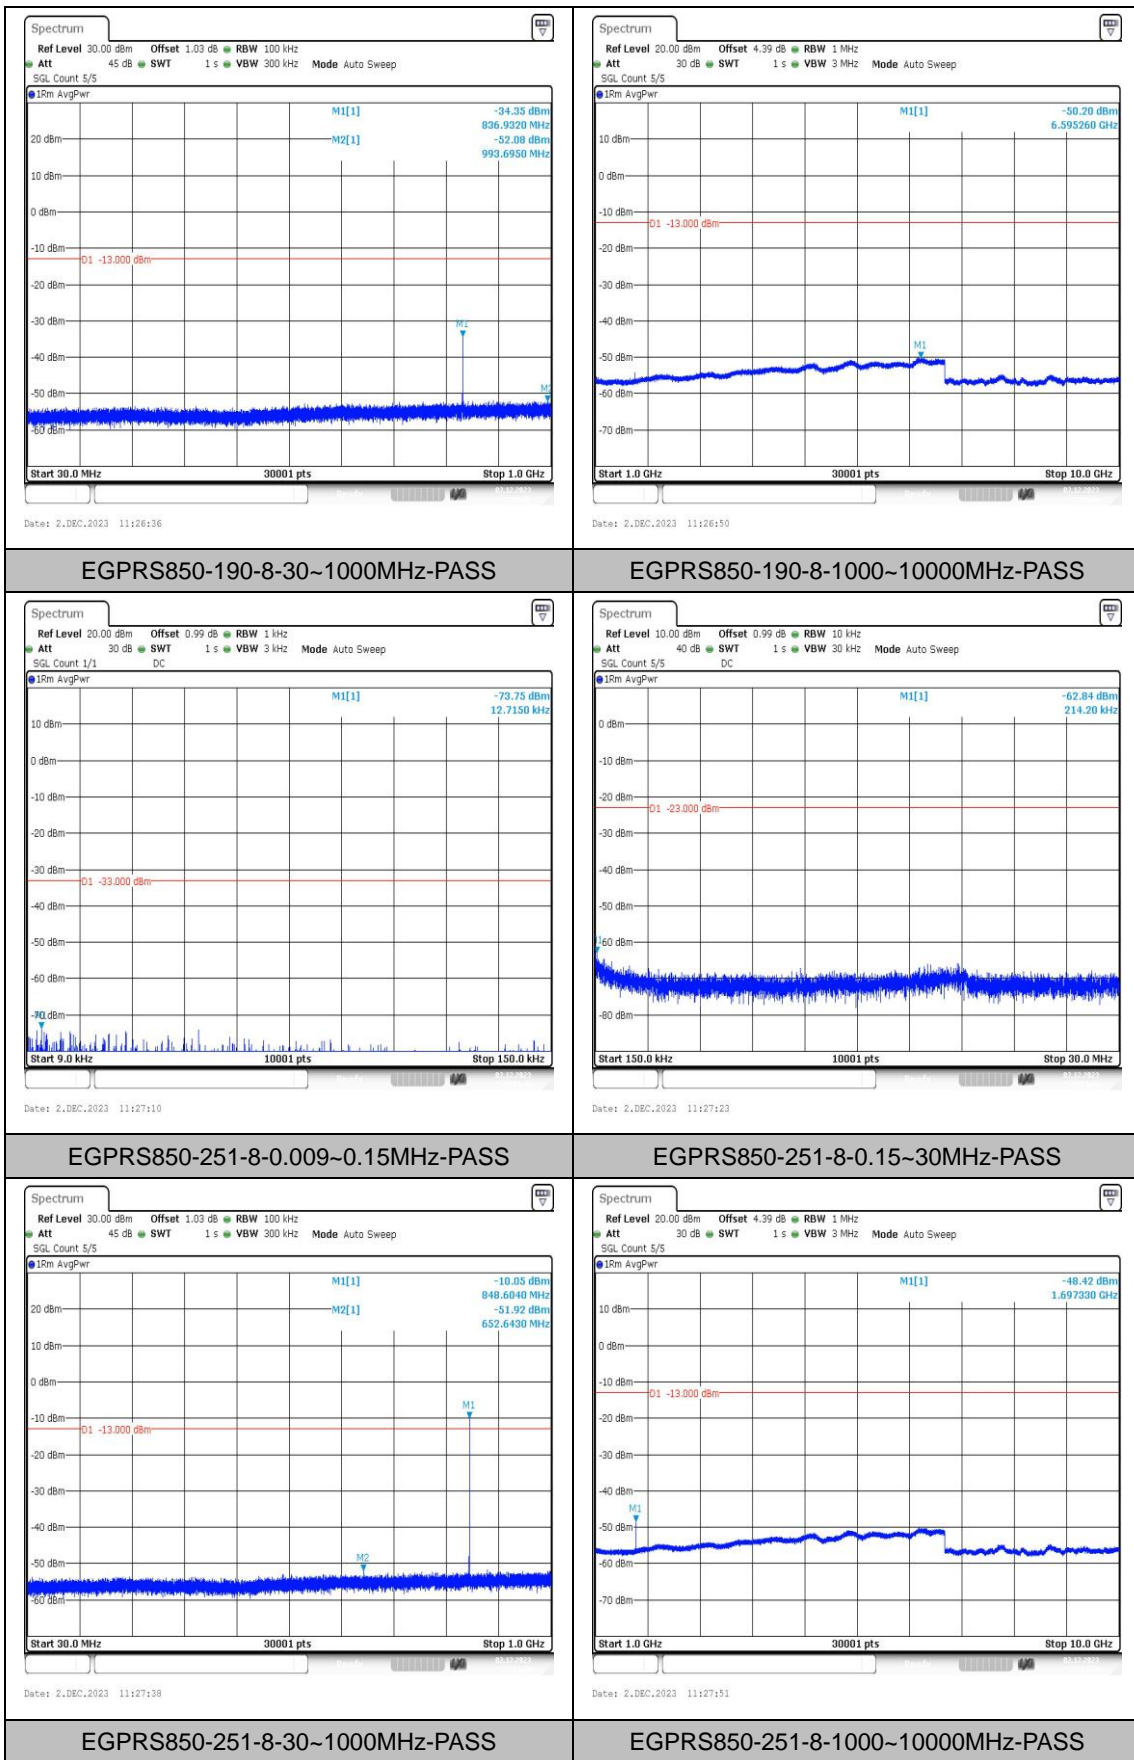 Spectrum
Ref Level 30.00 dBm Offset 1.03 dB RBW 100 kHz
Att 45 dB SWT 1 s VBW 300 kHz Mode Auto Sweep
SGL Count 5/5
1Rm AvgPwr
M1[1] -34.35 dBm
836.9320 MHz
M2[1] -52.08 dBm
993.6950 MHz
20 dBm
10 dBm
0 dBm
-10 dBm
D1 -13.000 dBm
-20 dBm
-30 dBm
M1
-40 dBm
M2
-50 dBm
-60 dBm
Start 30.0 MHz 30001 pts Stop 1.0 GHz
Date: 2.DEC.2023 11:26:36
EGPRS850-190-8-30~1000MHz-PASS
Spectrum
Ref Level 20.00 dBm Offset 4.39 dB RBW 1 MHz
Att 30 dB SWT 1 s VBW 3 MHz Mode Auto Sweep
SGL Count 5/5
1Rm AvgPwr
M1[1] -50.20 dBm
6.595260 GHz
10 dBm
0 dBm
-10 dBm
D1 -13.000 dBm
-20 dBm
-30 dBm
-40 dBm
M1
-50 dBm
-60 dBm
-70 dBm
Start 1.0 GHz 30001 pts Stop 10.0 GHz
Date: 2.DEC.2023 11:26:50
EGPRS850-190-8-1000~10000MHz-PASS
Spectrum
Ref Level 20.00 dBm Offset 0.99 dB RBW 1 kHz
Att 30 dB SWT 1 s VBW 3 kHz Mode Auto Sweep
SGL Count 1/1 DC
1Rm AvgPwr
M1[1] -73.75 dBm
12.7150 kHz
10 dBm
0 dBm
-10 dBm
-20 dBm
-30 dBm
D1 -33.000 dBm
-40 dBm
-50 dBm
-60 dBm
-70 dBm
Start 9.0 kHz 10001 pts Stop 150.0 kHz
Date: 2.DEC.2023 11:27:10
EGPRS850-251-8-0.009~0.15MHz-PASS
Spectrum
Ref Level 10.00 dBm Offset 0.99 dB RBW 10 kHz
Att 40 dB SWT 1 s VBW 30 kHz Mode Auto Sweep
SGL Count 5/5 DC
1Rm AvgPwr
M1[1] -62.84 dBm
214.20 kHz
0 dBm
-10 dBm
-20 dBm
D1 -23.000 dBm
-30 dBm
-40 dBm
-50 dBm
-60 dBm
-80 dBm
Start 150.0 kHz 10001 pts Stop 30.0 MHz
Date: 2.DEC.2023 11:27:23
EGPRS850-251-8-0.15~30MHz-PASS
Spectrum
Ref Level 30.00 dBm Offset 1.03 dB RBW 100 kHz
Att 45 dB SWT 1 s VBW 300 kHz Mode Auto Sweep
SGL Count 5/5
1Rm AvgPwr
M1[1] -10.05 dBm
848.6040 MHz
M2[1] -51.92 dBm
652.6430 MHz
20 dBm
10 dBm
0 dBm
M1
-10 dBm
D1 -13.000 dBm
-20 dBm
-30 dBm
-40 dBm
M2
-50 dBm
-60 dBm
Start 30.0 MHz 30001 pts Stop 1.0 GHz
Date: 2.DEC.2023 11:27:38
EGPRS850-251-8-30~1000MHz-PASS
Spectrum
Ref Level 20.00 dBm Offset 4.39 dB RBW 1 MHz
Att 30 dB SWT 1 s VBW 3 MHz Mode Auto Sweep
SGL Count 5/5
1Rm AvgPwr
M1[1] -48.42 dBm
1.697330 GHz
10 dBm
0 dBm
-10 dBm
D1 -13.000 dBm
-20 dBm
-30 dBm
-40 dBm
M1
-50 dBm
-60 dBm
-70 dBm
Start 1.0 GHz 30001 pts Stop 10.0 GHz
Date: 2.DEC.2023 11:27:51
EGPRS850-251-8-1000~10000MHz-PASS